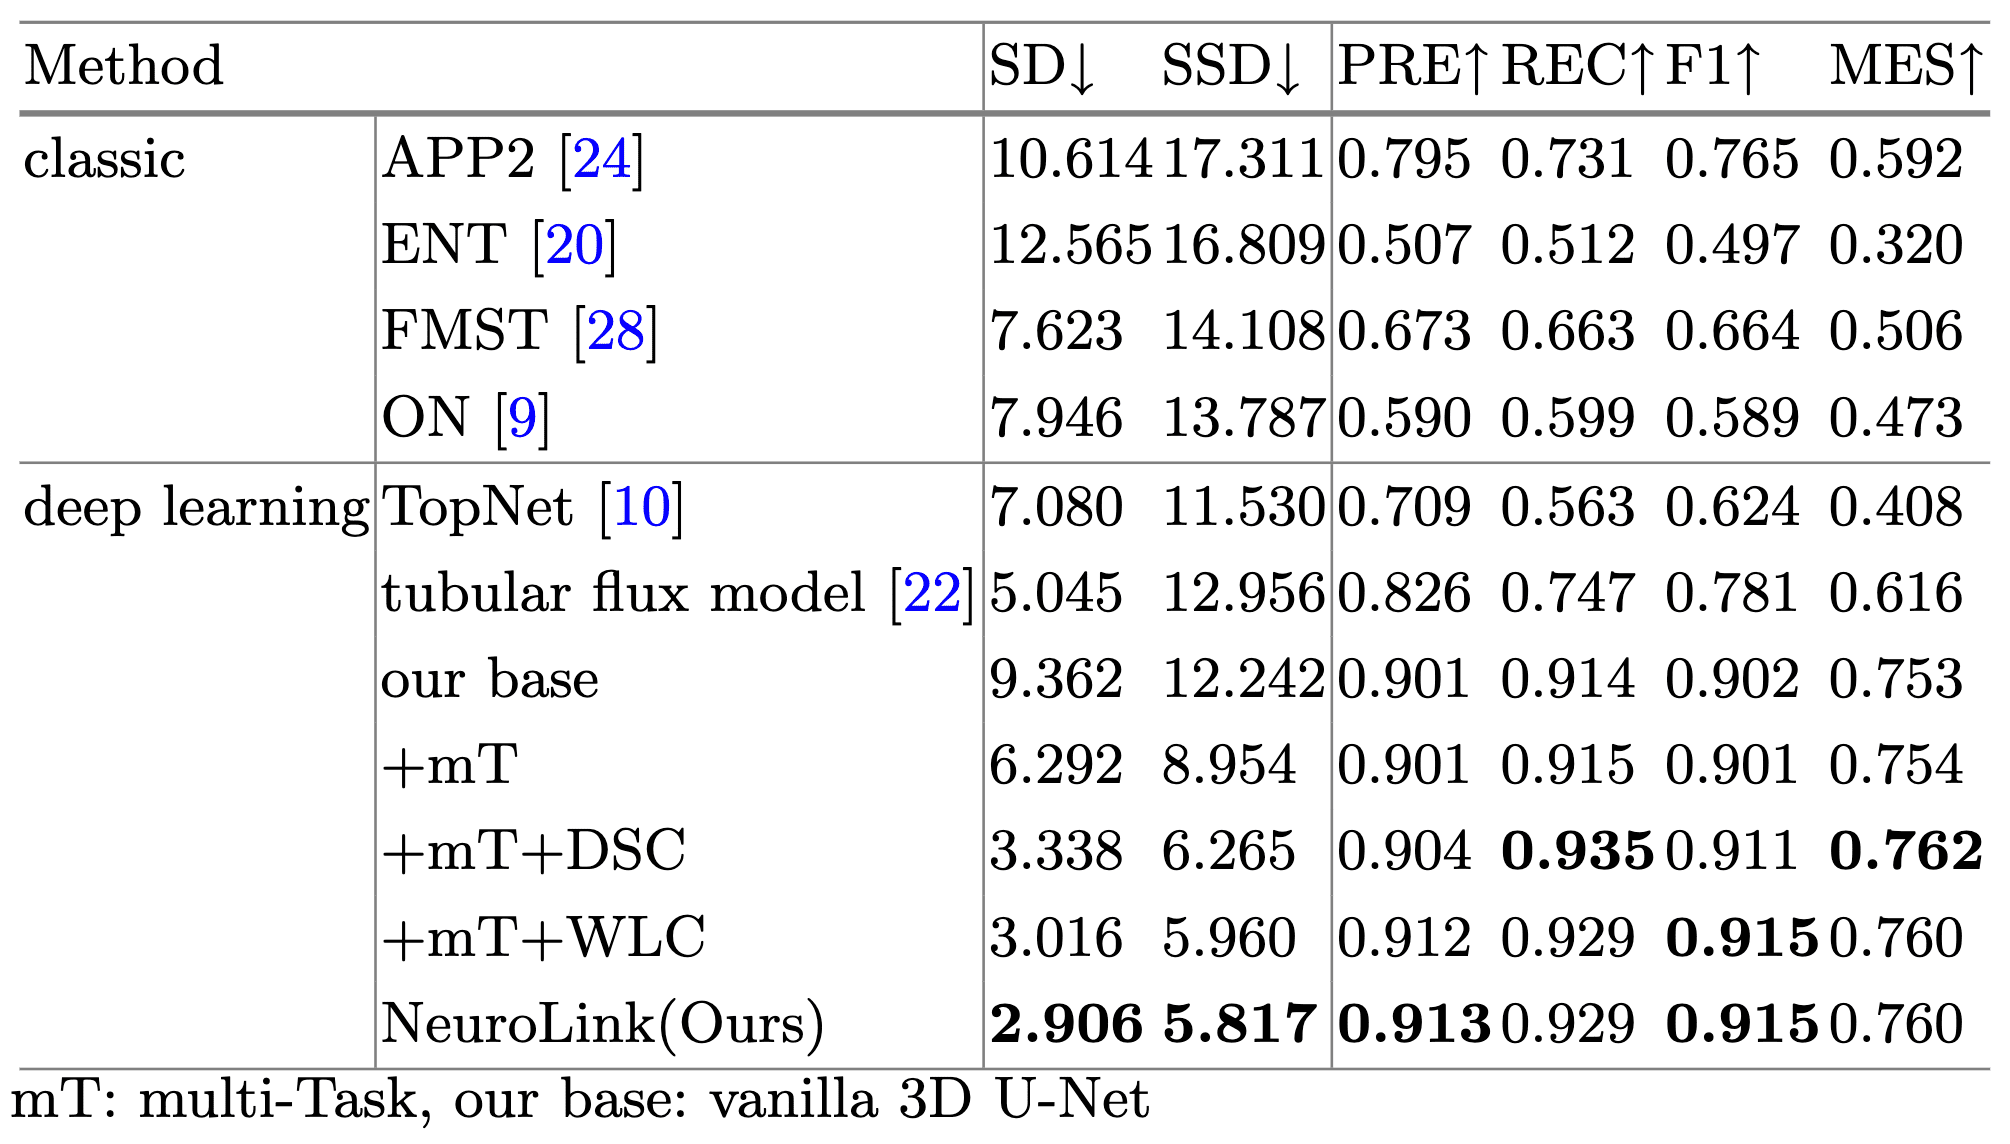 Method SD↓ SSD↓ PRE↑ REC↑ F1↑ MES↑
classic APP2 [24] 10.614 17.311 0.795 0.731 0.765 0.592
ENT [20] 12.565 16.809 0.507 0.512 0.497 0.320
FMST [28] 7.623 14.108 0.673 0.663 0.664 0.506
ON [9] 7.946 13.787 0.590 0.599 0.589 0.473
deep learning TopNet [10] 7.080 11.530 0.709 0.563 0.624 0.408
tubular flux model [22] 5.045 12.956 0.826 0.747 0.781 0.616
our base 9.362 12.242 0.901 0.914 0.902 0.753
+mT 6.292 8.954 0.901 0.915 0.901 0.754
+mT+DSC 3.338 6.265 0.904 0.935 0.911 0.762
+mT+WLC 3.016 5.960 0.912 0.929 0.915 0.760
NeuroLink(Ours) 2.906 5.817 0.913 0.929 0.915 0.760
mT: multi-Task, our base: vanilla 3D U-Net